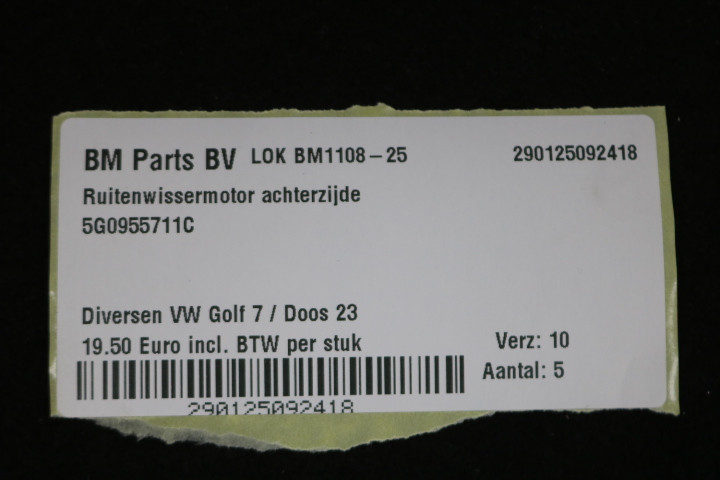 BM Parts BV LOK BM1108-25 290125092418
Ruitenwissermotor achterzijde
5G0955711C
Diversen VW Golf 7 / Doos 23
19.50 Euro incl. BTW per stuk Verz: 10
Aantal: 5
290125092418